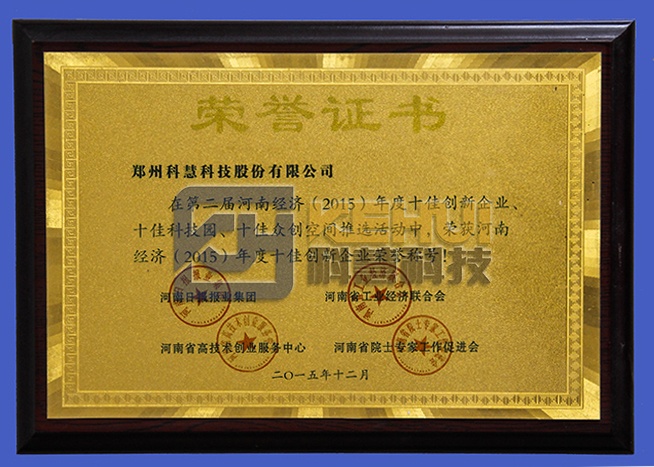 荣誉证书
郑州科慧科技股份有限公司
在第二届河南经济（2015）年度十佳创新企业、
十佳科技园、十佳众创空间推选活动中，荣获河南
经济（2015）年度十佳创新企业荣誉称号！
KEHUI
科慧科技
河南日报报业集团 河南省工业经济联合会
河南省高技术创业服务中心 河南省院士专家工作促进会
二〇一五年十二月